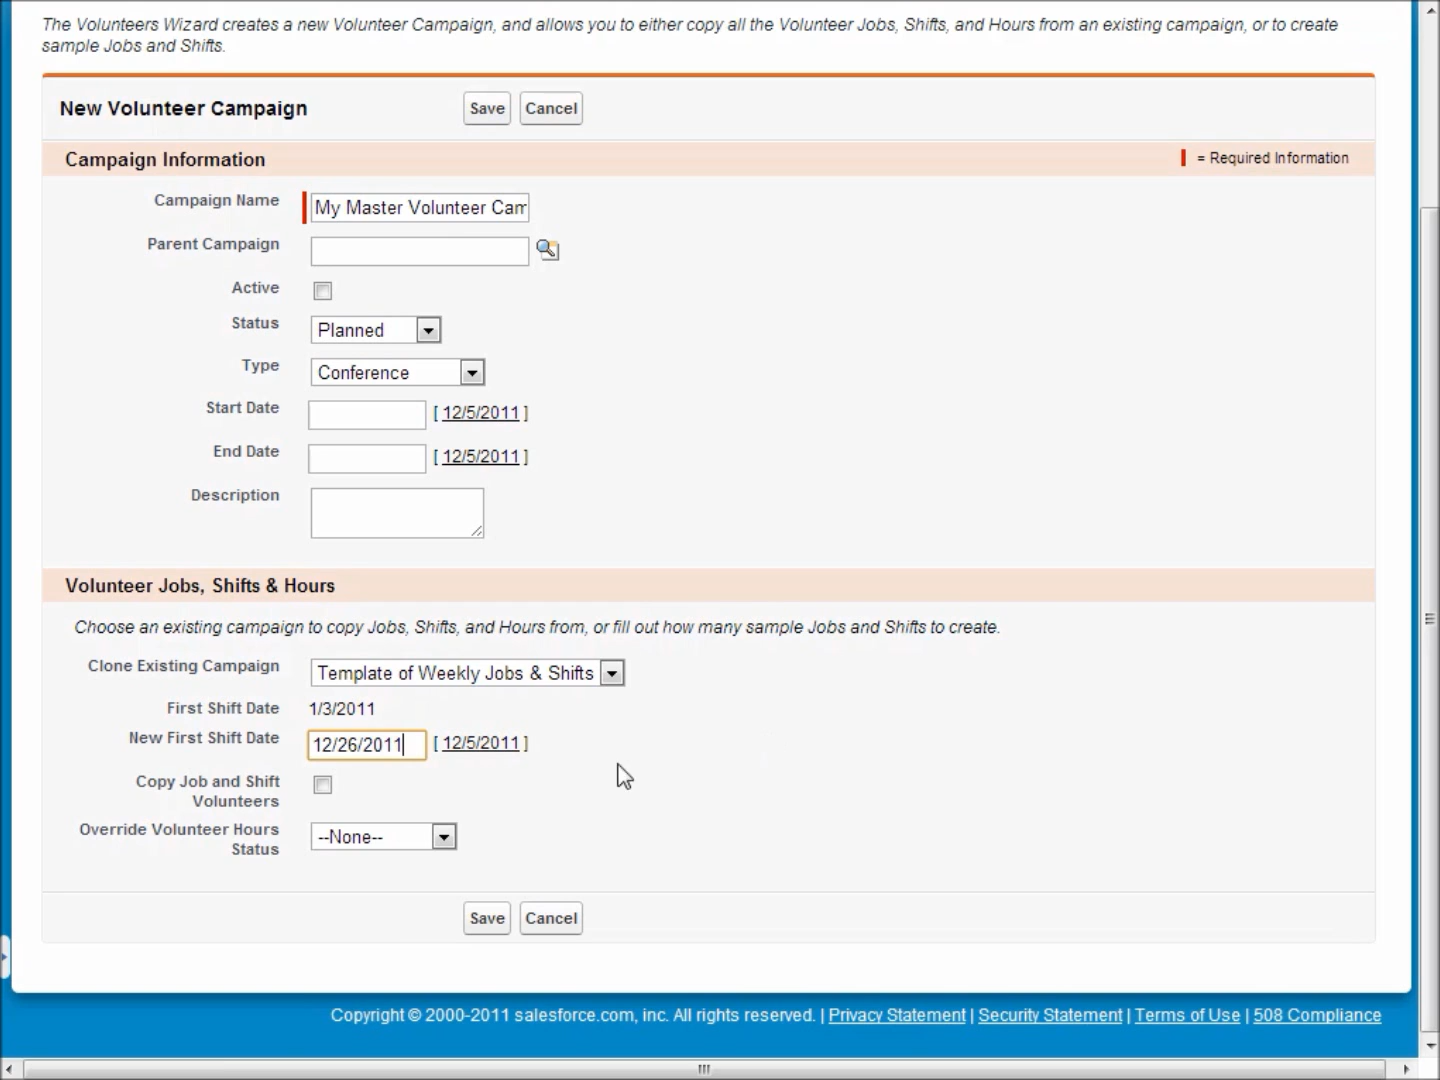 The Volunteers Wizard creates a new Volunteer Campaign, and allows you to either copy all the Volunteer Jobs, Shifts, and Hours from an existing campaign, or to create
sample Jobs and Shifts.
New Volunteer Campaign
Save
Cancel
Campaign Information
= Required Information
Campaign Name
My Master Volunteer Cam
Parent Campaign
Active
Status
Planned
Type
Conference
Start Date
[ 12/5/2011 ]
End Date
[ 12/5/2011 ]
Description
Volunteer Jobs, Shifts & Hours
Choose an existing campaign to copy Jobs, Shifts, and Hours from, or fill out how many sample Jobs and Shifts to create.
Clone Existing Campaign
Template of Weekly Jobs & Shifts
First Shift Date
1/3/2011
New First Shift Date
12/26/2011
[ 12/5/2011 ]
Copy Job and Shift
Volunteers
Override Volunteer Hours
Status
--None--
Save
Cancel
Copyright © 2000-2011 salesforce.com, inc. All rights reserved. | Privacy Statement | Security Statement | Terms of Use | 508 Compliance